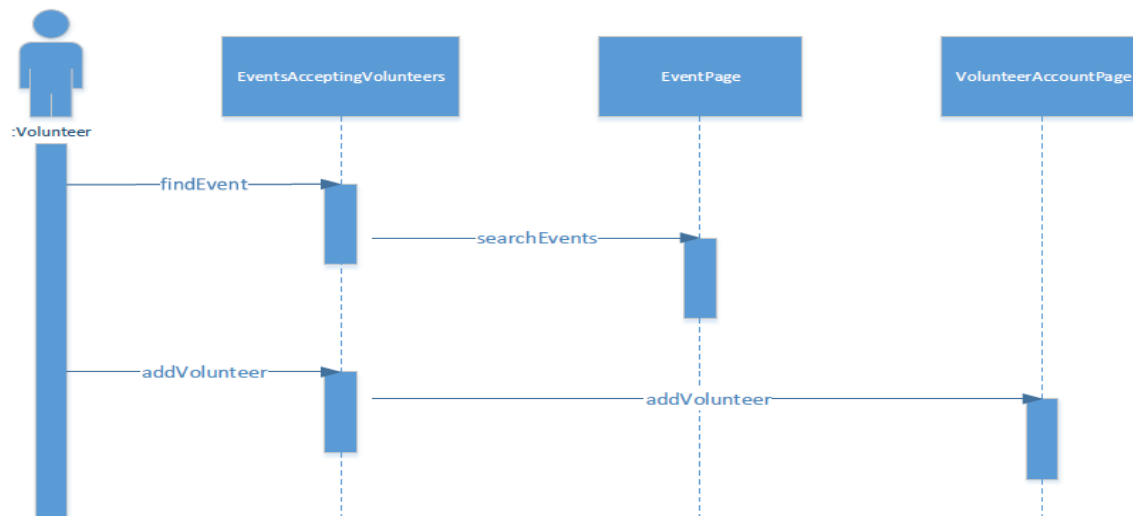 EventsAcceptingVolunteers
EventPage
VolunteerAccountPage
:Volunteer
findEvent
searchEvents
addVolunteer
addVolunteer